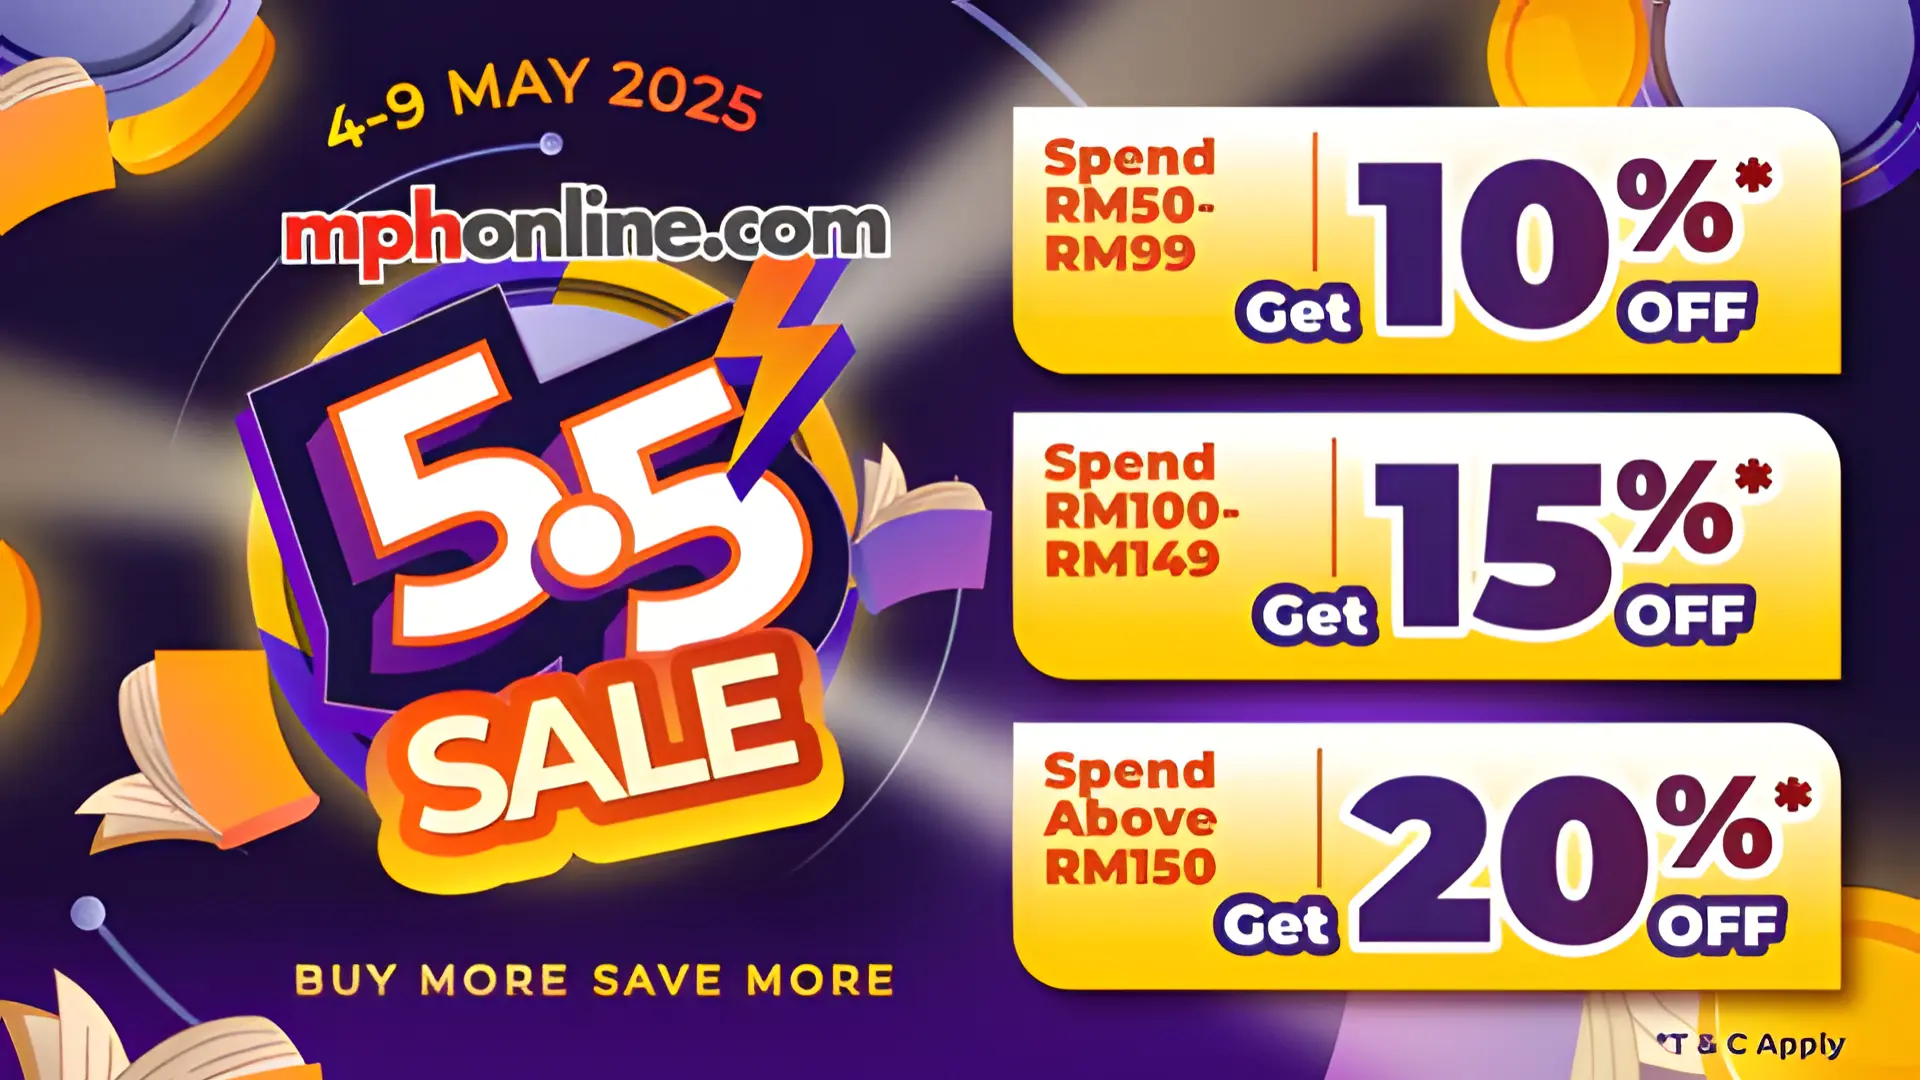 4-9 MAY 2025
mphonline.com
5.5
SALE
BUY MORE SAVE MORE
Spend
RM50-
RM99
Get 10%* OFF
Spend
RM100-
RM149
Get 15%* OFF
Spend
Above
RM150
Get 20%* OFF
*T & C Apply